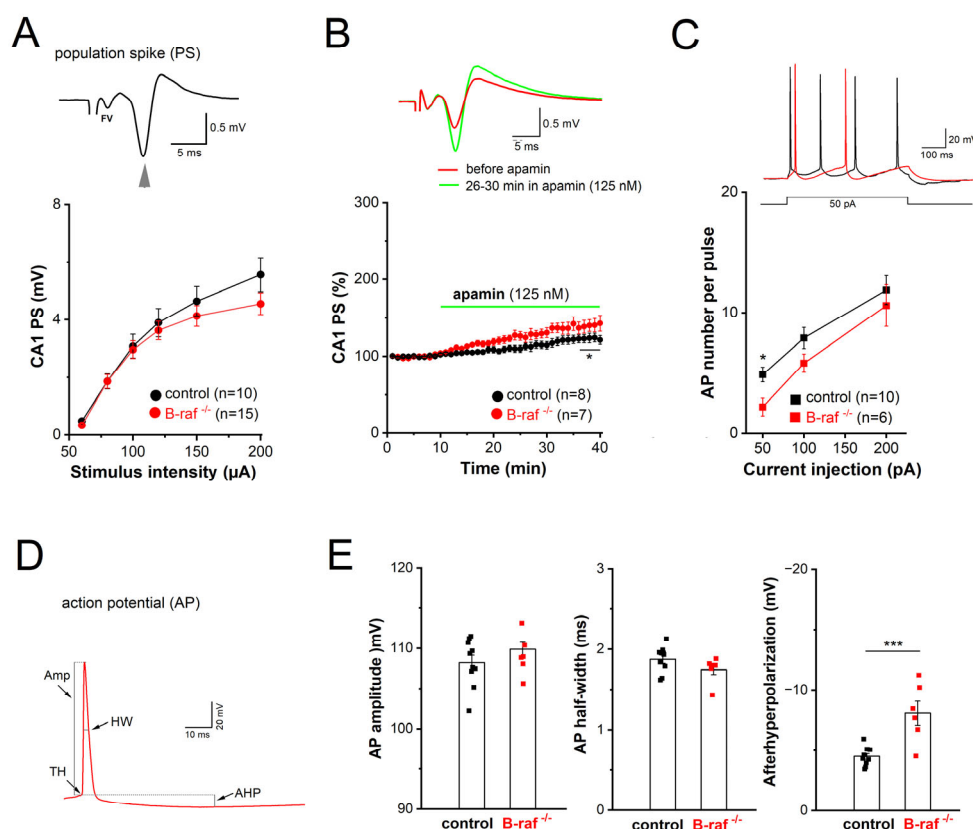 A
population spike (PS)
FV
0.5 mV
5 ms
8
4
0
CA1 PS (mV)
control (n=10)
B-raf -/- (n=15)
50
100
150
200
Stimulus intensity (µA)
B
0.5 mV
5 ms
before apamin
26-30 min in apamin (125 nM)
300
200
100
0
CA1 PS (%)
apamin (125 nM)
*
control (n=8)
B-raf -/- (n=7)
0
10
20
30
40
Time (min)
C
20 mV
100 ms
50 pA
20
10
0
AP number per pulse
*
control (n=10)
B-raf -/- (n=6)
50
100
150
200
Current injection (pA)
D
action potential (AP)
Amp
HW
TH
AHP
20 mV
10 ms
E
120
110
100
90
AP amplitude )mV)
control B-raf -/-
3
2
1
0
AP half-width (ms)
control B-raf -/-
−20
−10
0
Afterhyperpolarization (mV)
***
control B-raf -/-